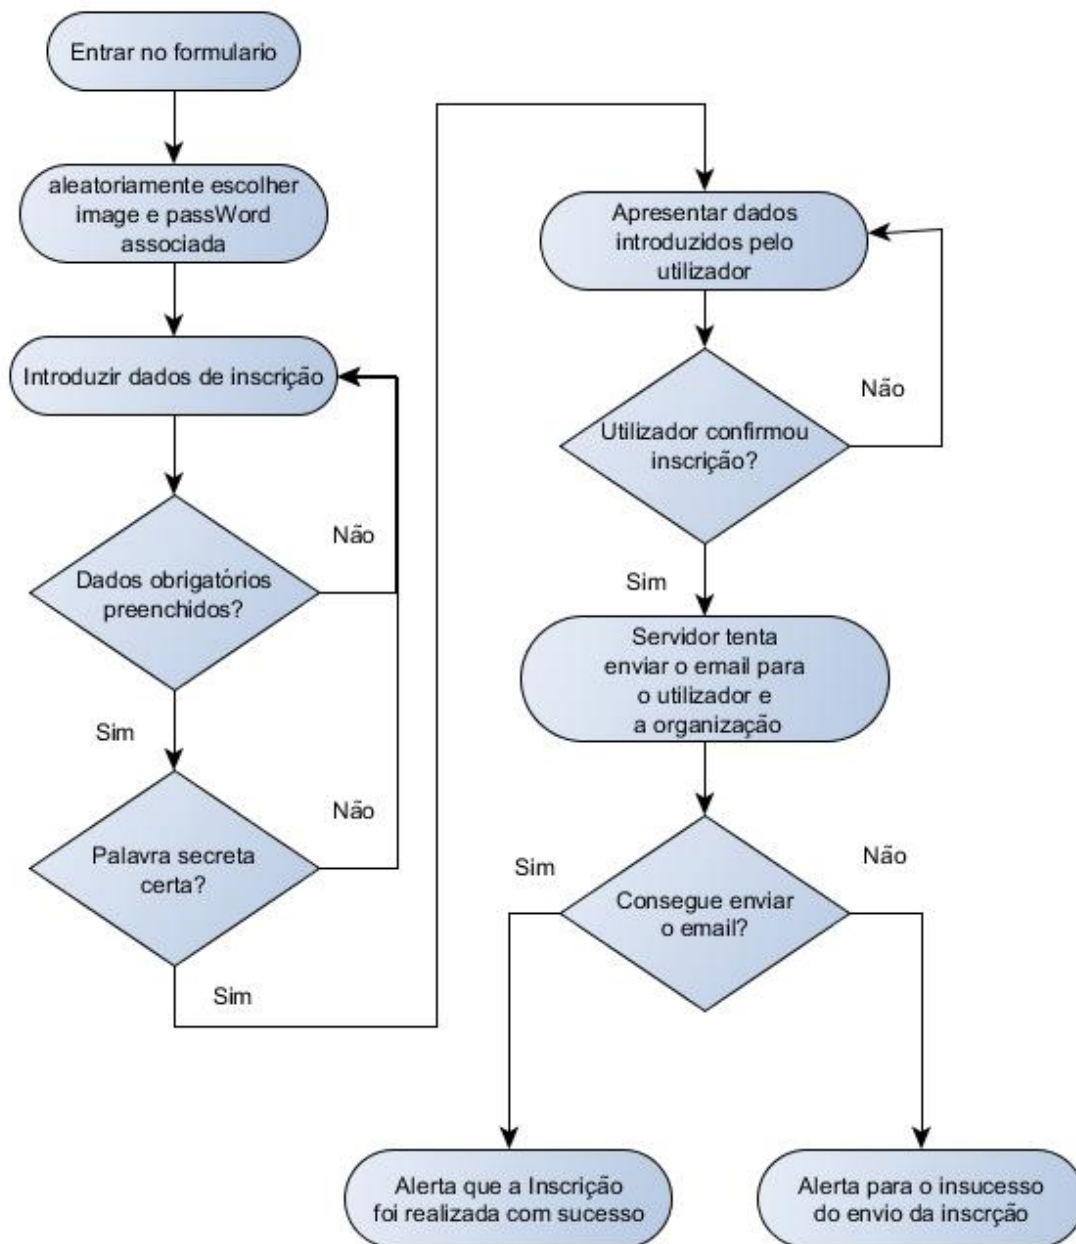 Entrar no formulario
aleatoriamente escolher
image e passWord
associada
Introduzir dados de inscrição
Não
Dados obrigatórios
preenchidos?
Sim
Não
Palavra secreta
certa?
Sim
Apresentar dados
introduzidos pelo
utilizador
Não
Utilizador confirmou
inscrição?
Sim
Servidor tenta
enviar o email para
o utilizador e
a organização
Sim
Não
Consegue enviar
o email?
Alerta que a Inscrição
foi realizada com sucesso
Alerta para o insucesso
do envio da inscrção